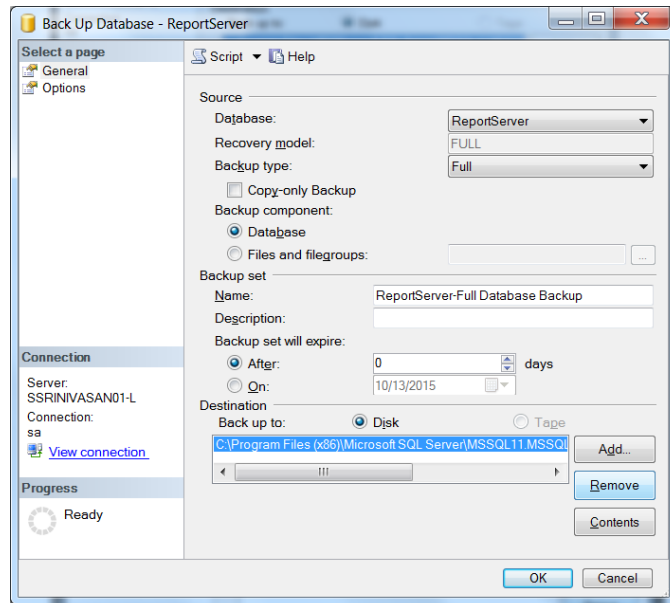 Back Up Database - ReportServer
Select a page
General
Options
Script
Help
Source
Database:
ReportServer
Recovery model:
FULL
Backup type:
Full
Copy-only Backup
Backup component:
Database
Files and filegroups:
...
Backup set
Name:
ReportServer-Full Database Backup
Description:
Backup set will expire:
After:
0
days
On:
10/13/2015
Destination
Back up to:
Disk
Tape
C:\Program Files (x86)\Microsoft SQL Server\MSSQL11.MSSQL
Add...
Remove
Contents
Connection
Server:
SSRINIVASAN01-L
Connection:
sa
View connection
Progress
Ready
OK
Cancel